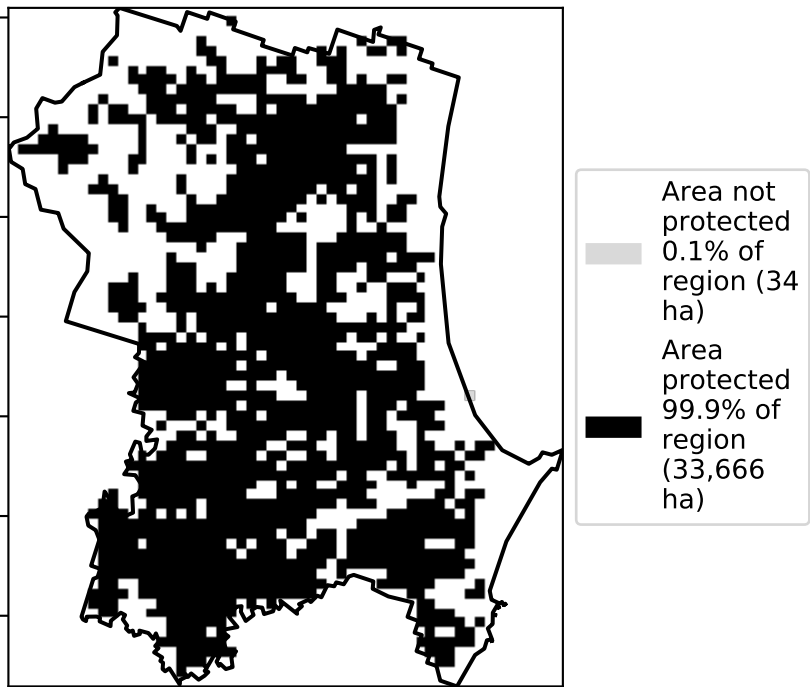 Area not
protected
0.1% of
region (34
ha)
Area
protected
99.9% of
region
(33,666
ha)